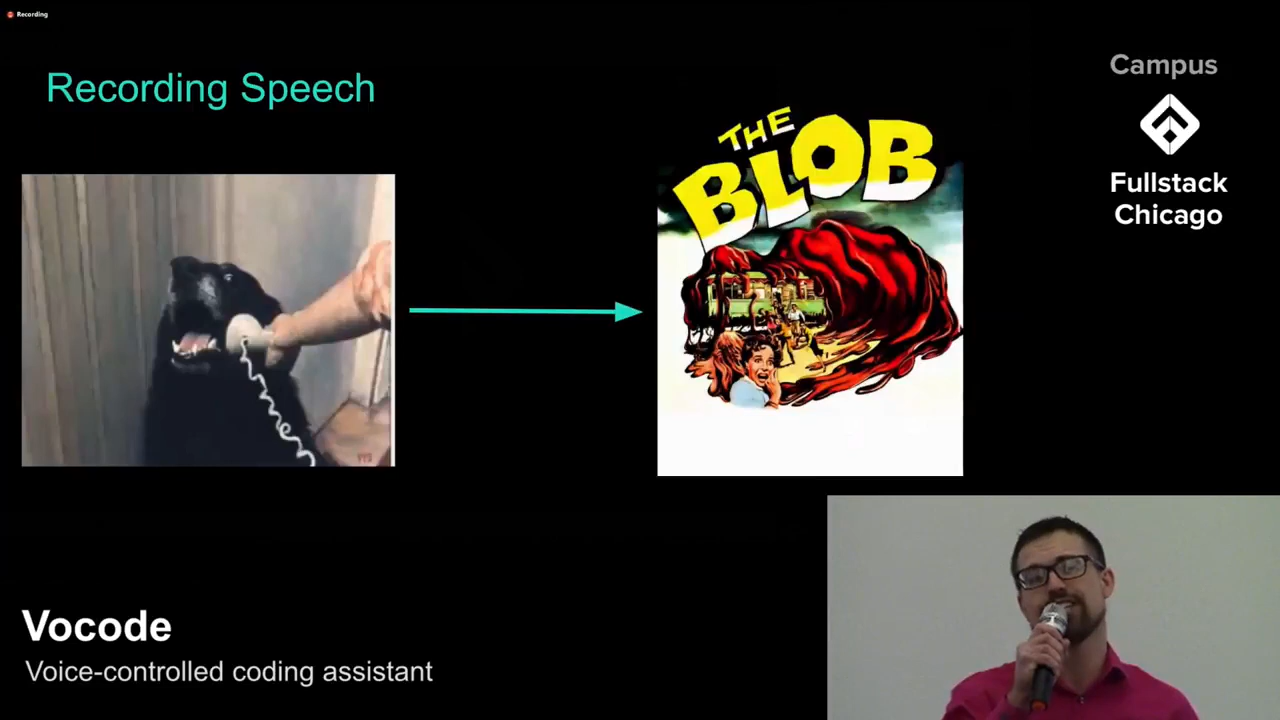 Recording
Recording Speech
Campus
Fullstack
Chicago
THE
BLOB
Vocode
Voice-controlled coding assistant